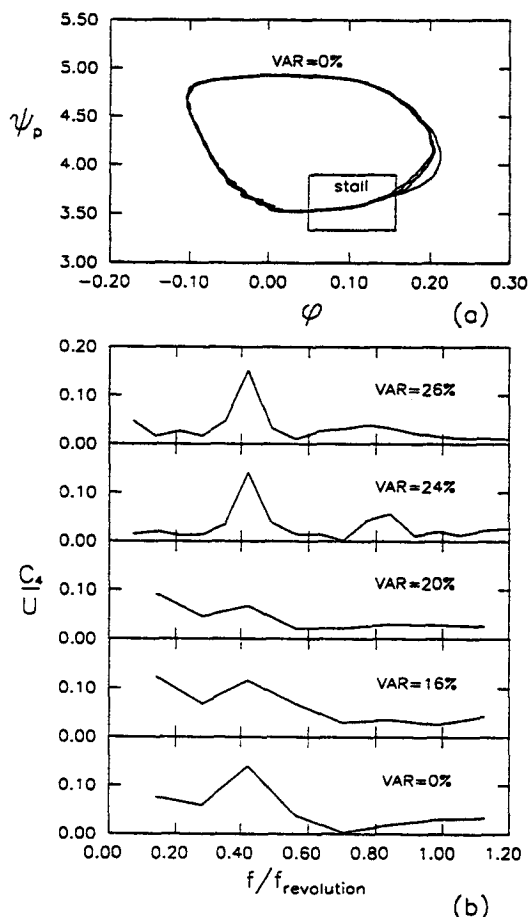 VAR=0%
5.00
4.50
ψp
4.00
stall
3.50
3.00
−0.20 −0.10 0.00 0.10 0.20 0.30
φ
(a)
0.20
VAR=26%
0.10
0.00
VAR=24%
0.10
0.00
C4
U
VAR=20%
0.10
0.00
VAR=16%
0.10
0.00
VAR=0%
0.10
0.00
0.00 0.20 0.40 0.60 0.80 1.00 1.20
f/frevolution
(b)